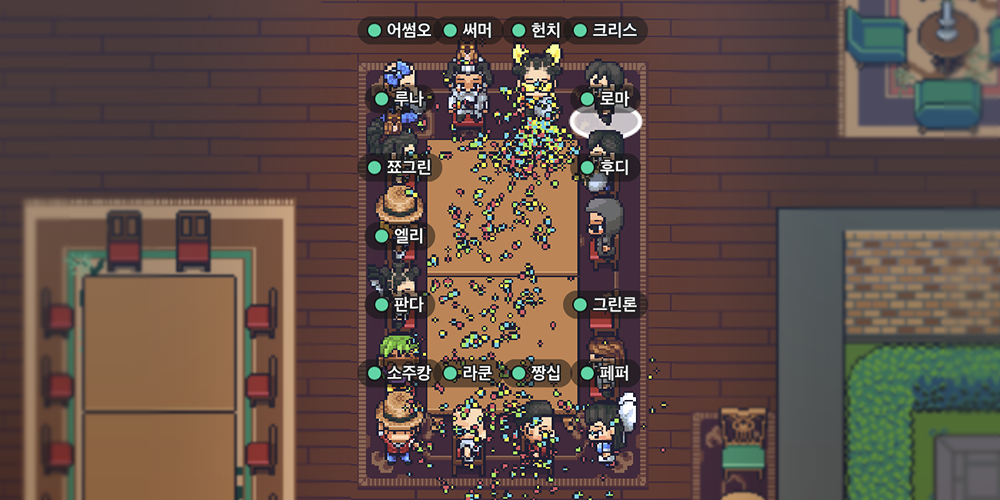 어썸오 써머 헌치 크리스
루나 로마
쬬그린 후디
엘리
판다 그린론
소주캉 라쿤 짱십 페퍼